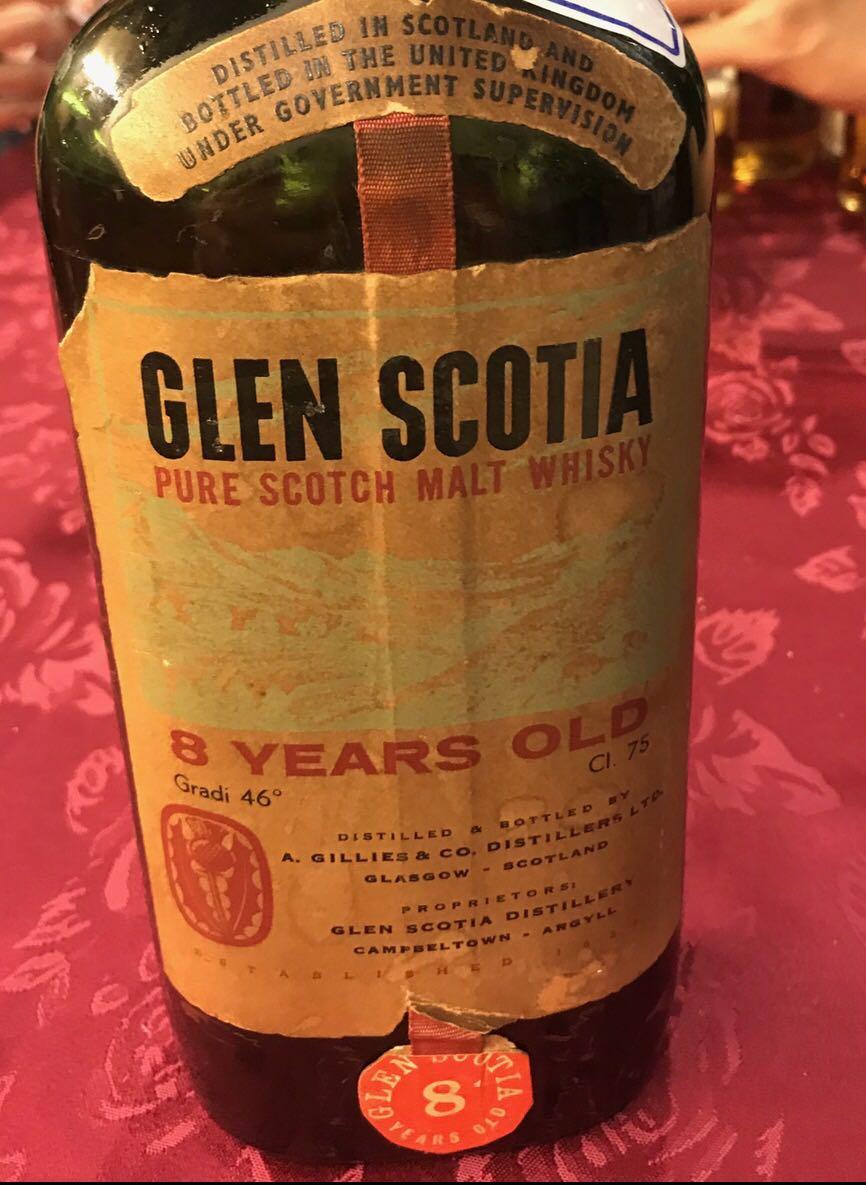 DISTILLED IN SCOTLAND AND
BOTTLED IN THE UNITED KINGDOM
UNDER GOVERNMENT SUPERVISION
GLEN SCOTIA
PURE SCOTCH MALT WHISKY
8 YEARS OLD
Gradi 46° Cl. 75
DISTILLED & BOTTLED BY
A. GILLIES & CO. DISTILLERS LTD.
GLASGOW - SCOTLAND
PROPRIETORS:
GLEN SCOTIA DISTILLERY
CAMPBELTOWN - ARGYLL
ESTABLISHED
GLEN SCOTIA
8
YEARS OLD